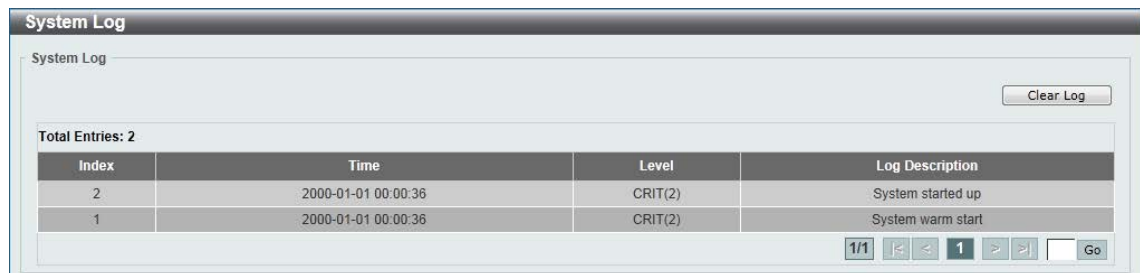 System Log
System Log
Clear Log
Total Entries: 2
Index Time Level Log Description
2 2000-01-01 00:00:36 CRIT(2) System started up
1 2000-01-01 00:00:36 CRIT(2) System warm start
1/1 |< < 1 > >| Go